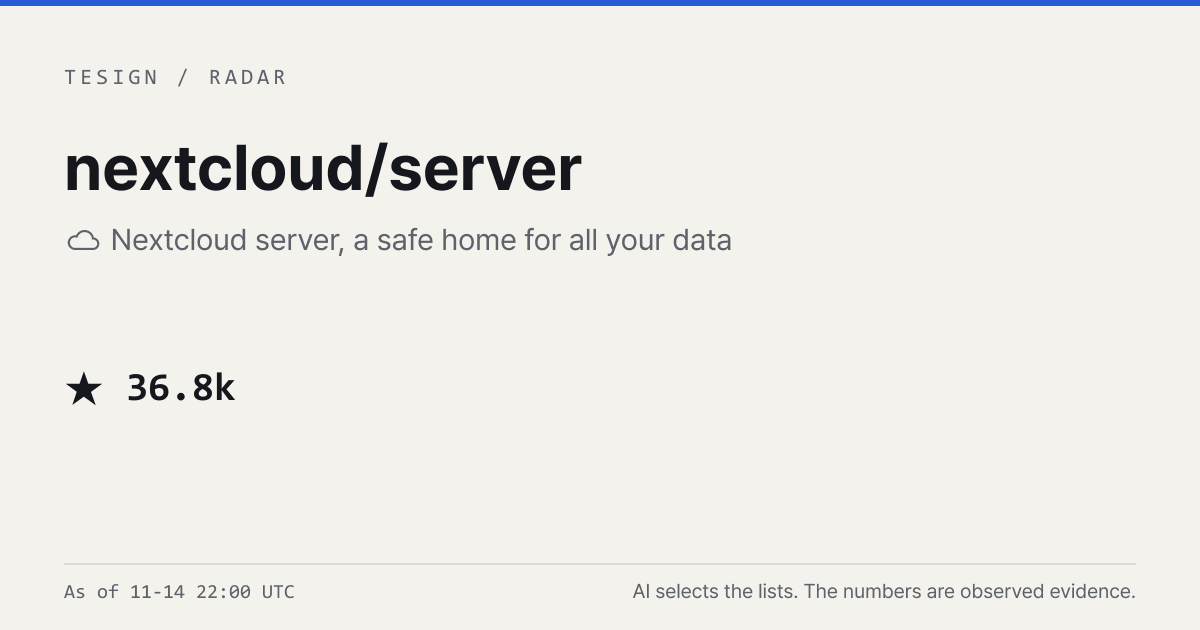 TESIGN / RADAR
nextcloud/server
☁ Nextcloud server, a safe home for all your data
★ 36.8k
As of 11-14 22:00 UTC
AI selects the lists. The numbers are observed evidence.